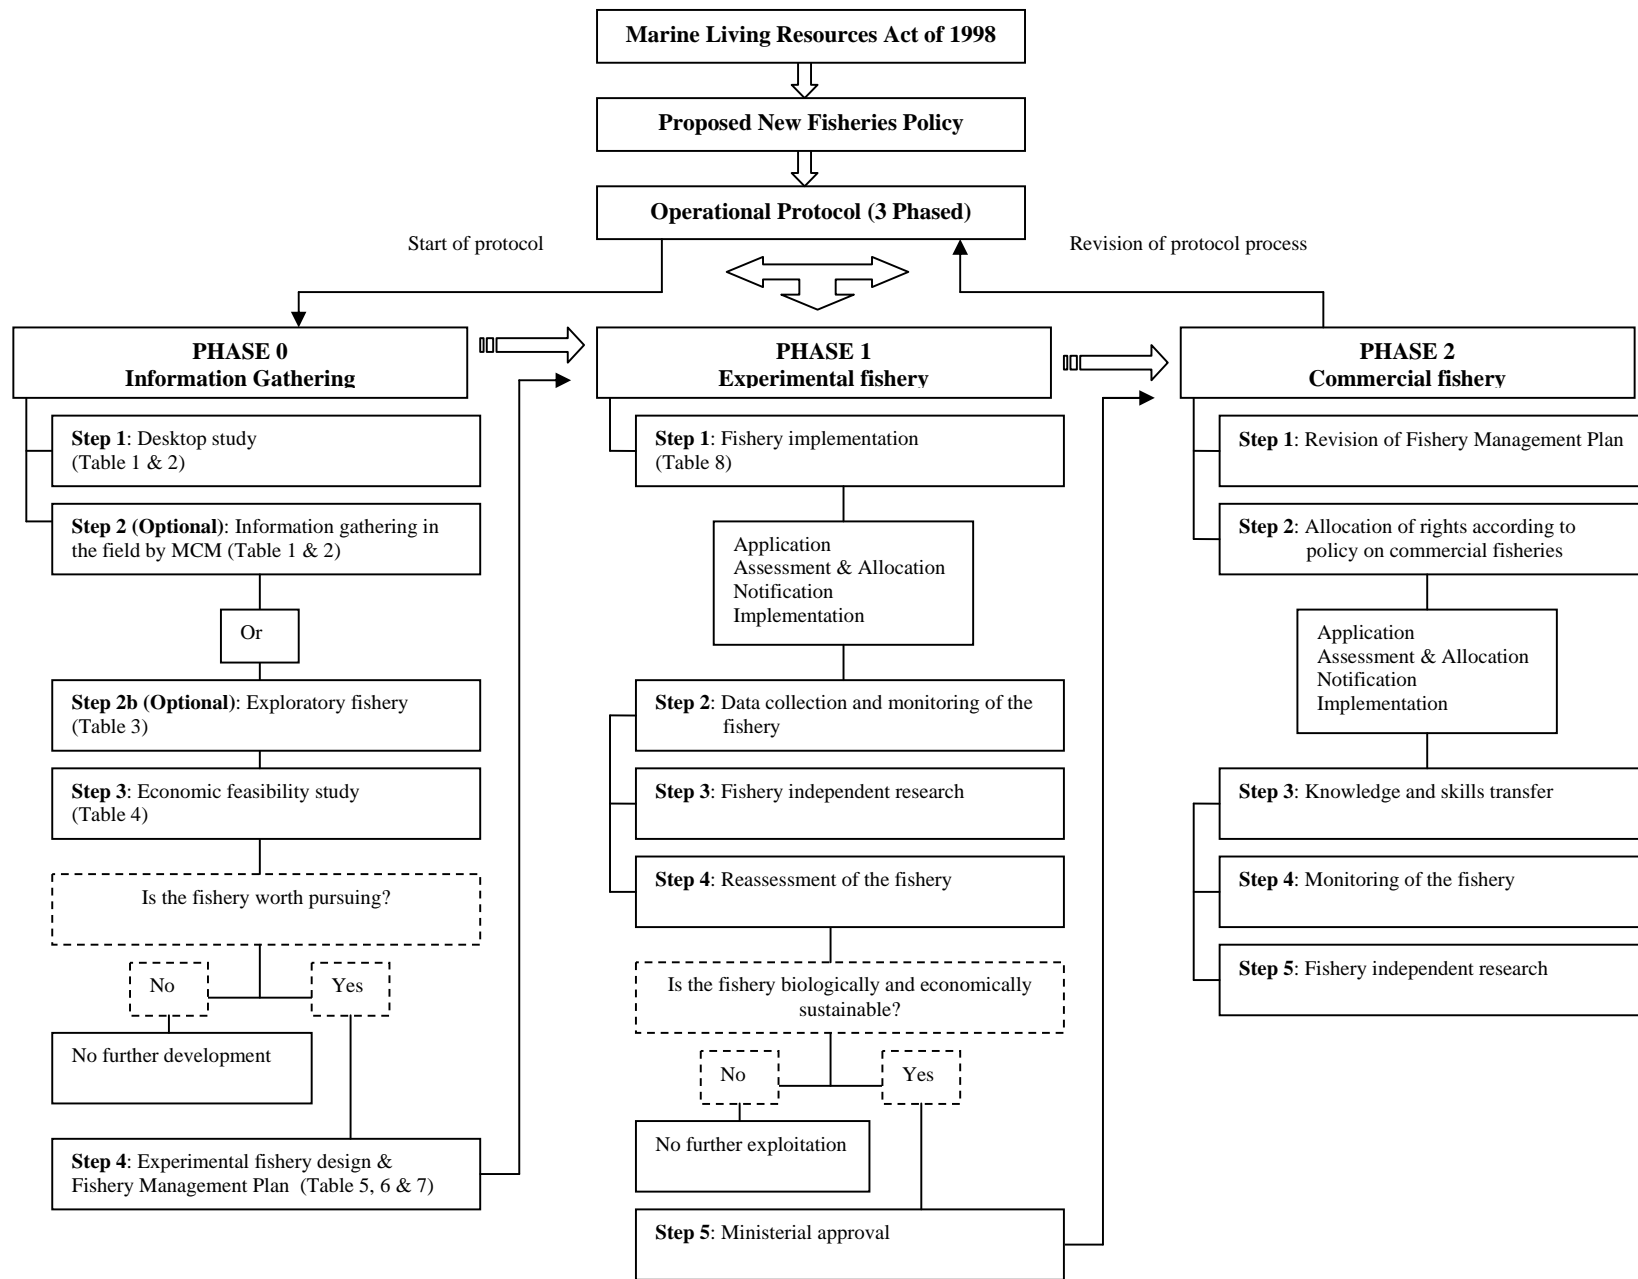 Marine Living Resources Act of 1998
Proposed New Fisheries Policy
Operational Protocol (3 Phased)
Start of protocol
Revision of protocol process
PHASE 0
Information Gathering
Step 1: Desktop study
(Table 1 & 2)
Step 2 (Optional): Information gathering in
the field by MCM (Table 1 & 2)
Or
Step 2b (Optional): Exploratory fishery
(Table 3)
Step 3: Economic feasibility study
(Table 4)
Is the fishery worth pursuing?
No
Yes
No further development
Step 4: Experimental fishery design &
Fishery Management Plan (Table 5, 6 & 7)
PHASE 1
Experimental fishery
Step 1: Fishery implementation
(Table 8)
Application
Assessment & Allocation
Notification
Implementation
Step 2: Data collection and monitoring of the
fishery
Step 3: Fishery independent research
Step 4: Reassessment of the fishery
Is the fishery biologically and economically
sustainable?
No
Yes
No further exploitation
Step 5: Ministerial approval
PHASE 2
Commercial fishery
Step 1: Revision of Fishery Management Plan
Step 2: Allocation of rights according to
policy on commercial fisheries
Application
Assessment & Allocation
Notification
Implementation
Step 3: Knowledge and skills transfer
Step 4: Monitoring of the fishery
Step 5: Fishery independent research